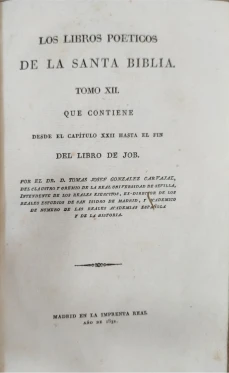 LOS LIBROS POETICOS
DE LA SANTA BIBLIA.
TOMO XII.
QUE CONTIENE
DESDE EL CAPÍTULO XXII HASTA EL FIN
DEL LIBRO DE JOB.
POR EL DR. D. TOMAS JOSEF GONZALEZ CARVAJAL,
DEL CLAUSTRO Y GREMIO DE LA REAL UNIVERSIDAD DE SEVILLA,
INTENDENTE DE LOS REALES EXERCITOS, EX-DIRECTOR DE LOS
REALES ESTUDIOS DE SAN ISIDRO DE MADRID, Y ACADEMICO
DE NUMERO DE LAS REALES ACADEMIAS ESPAÑOLA
Y DE LA HISTORIA.
MADRID EN LA IMPRENTA REAL
AÑO DE